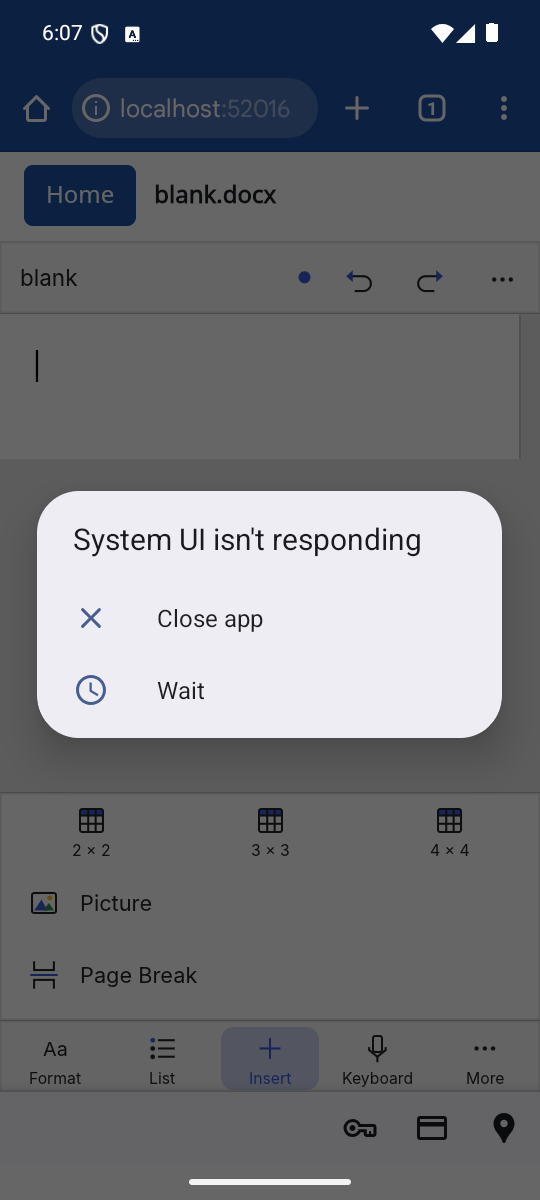 6:07
localhost:52016
1
Home
blank.docx
blank
System UI isn't responding
Close app
Wait
2 × 2
3 × 3
4 × 4
Picture
Page Break
Aa
Format
List
Insert
Keyboard
More